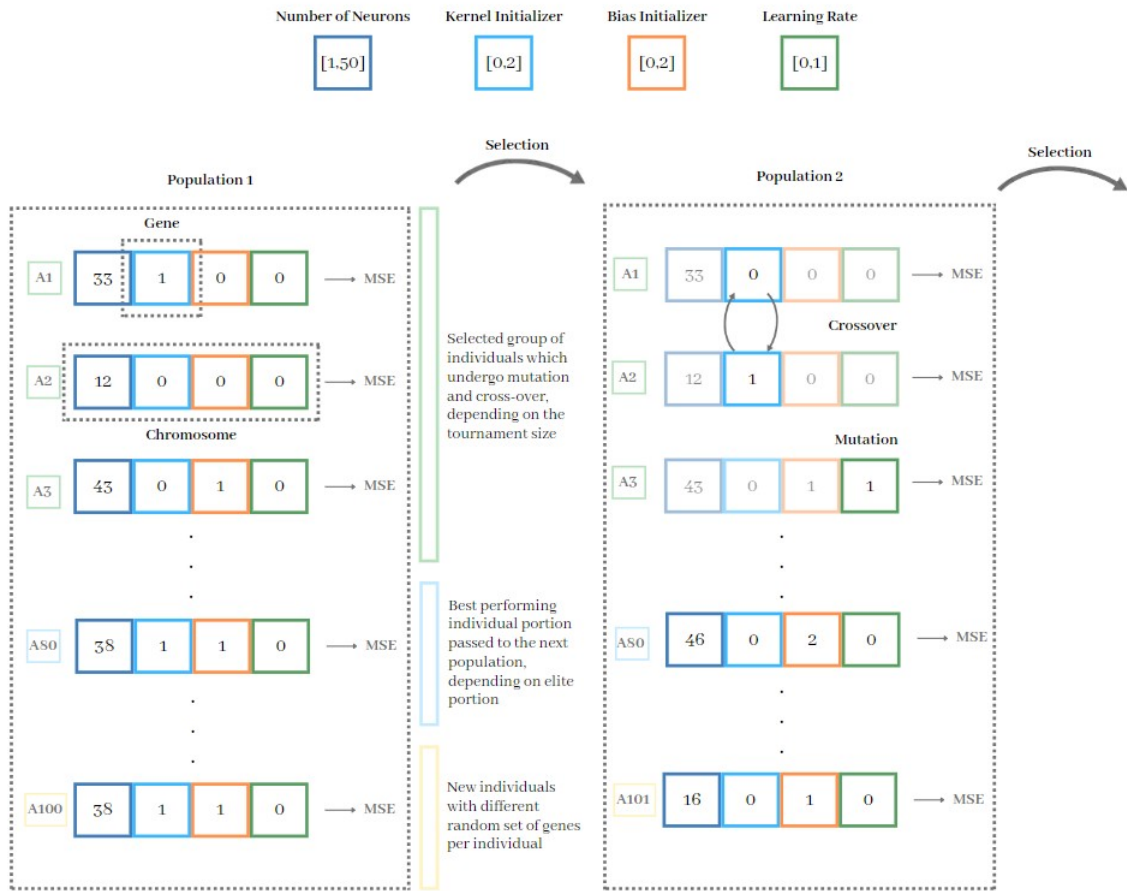 Number of Neurons Kernel Initializer Bias Initializer Learning Rate
[1,50] [0,2] [0,2] [0,1]
Selection
Selection
Population 1
Population 2
Gene
A1 33 1 0 0 MSE
A2 12 0 0 0 MSE
Chromosome
A3 43 0 1 0 MSE
.
.
.
A80 38 1 1 0 MSE
.
.
.
A100 38 1 1 0 MSE
Selected group of
individuals which
undergo mutation
and cross-over,
depending on the
tournament size
Best performing
individual portion
passed to the next
population,
depending on elite
portion
New individuals
with different
random set of genes
per individual
A1 33 0 0 0 MSE
Crossover
A2 12 1 0 0 MSE
Mutation
A3 43 0 1 1 MSE
.
.
.
A80 46 0 2 0 MSE
.
.
.
A101 16 0 1 0 MSE